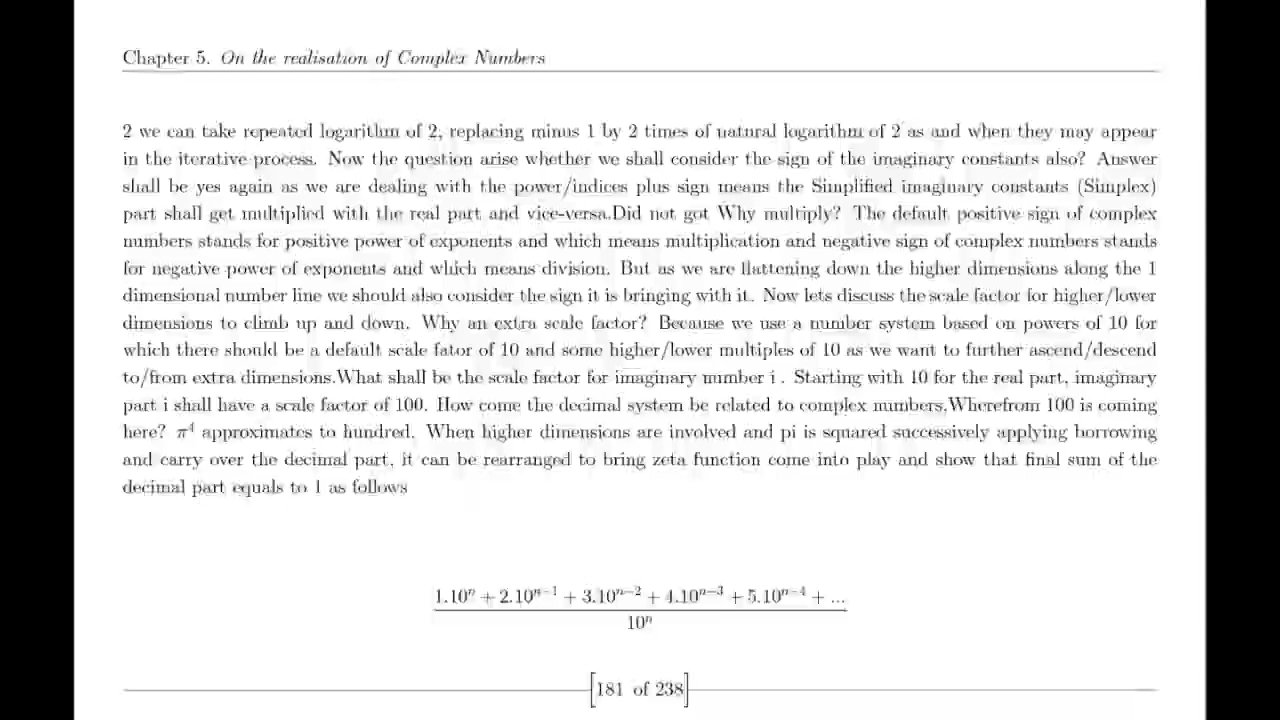 Chapter 5. On the realisation of Complex Numbers
2 we can take repeated logarithm of 2, replacing minus 1 by 2 times of natural logarithm of 2 as and when they may appear
in the iterative process. Now the question arise whether we shall consider the sign of the imaginary constants also? Answer
shall be yes again as we are dealing with the power/indices plus sign means the Simplified imaginary constants (Simplex)
part shall get multiplied with the real part and vice-versa.Did not got Why multiply? The default positive sign of complex
numbers stands for positive power of exponents and which means multiplication and negative sign of complex numbers stands
for negative power of exponents and which means division. But as we are flattening down the higher dimensions along the 1
dimensional number line we should also consider the sign it is bringing with it. Now lets discuss the scale factor for higher/lower
dimensions to climb up and down. Why an extra scale factor? Because we use a number system based on powers of 10 for
which there should be a default scale fator of 10 and some higher/lower multiples of 10 as we want to further ascend/descend
to/from extra dimensions.What shall be the scale factor for imaginary number i . Starting with 10 for the real part, imaginary
part i shall have a scale factor of 100. How come the decimal system be related to complex numbers.Wherefrom 100 is coming
here? π⁴ approximates to hundred. When higher dimensions are involved and pi is squared successively applying borrowing
and carry over the decimal part, it can be rearranged to bring zeta function come into play and show that final sum of the
decimal part equals to 1 as follows
1.10ⁿ + 2.10ⁿ⁻¹ + 3.10ⁿ⁻² + 4.10ⁿ⁻³ + 5.10ⁿ⁻⁴ + ...
10ⁿ
[181 of 238]